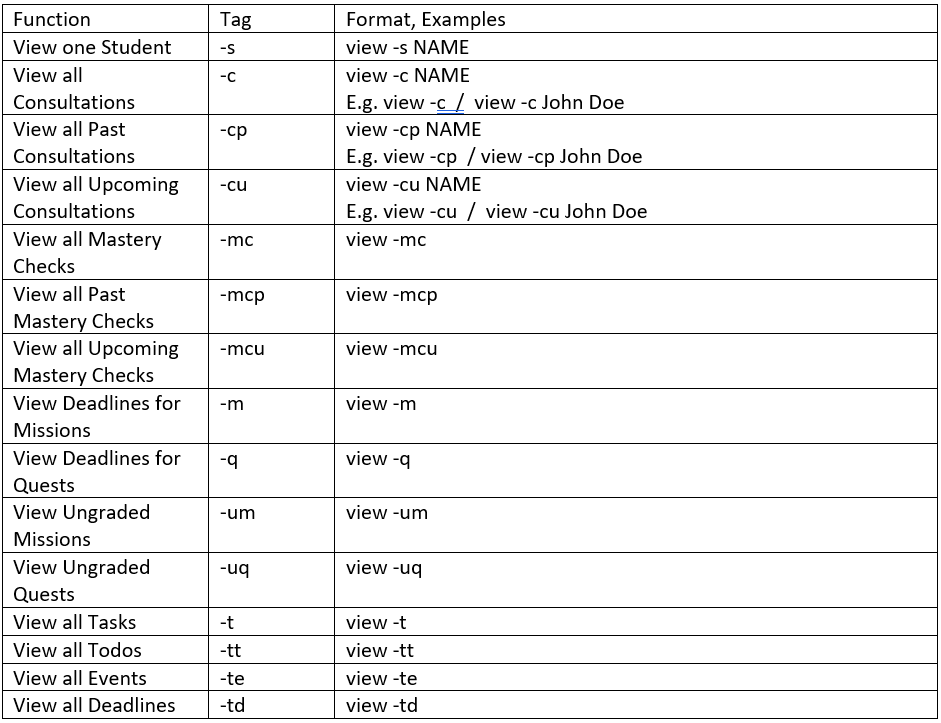 Function Tag Format, Examples
View one Student -s view -s NAME
View all -c view -c NAME
Consultations E.g. view -c / view -c John Doe
View all Past -cp view -cp NAME
Consultations E.g. view -cp / view -cp John Doe
View all Upcoming -cu view -cu NAME
Consultations E.g. view -cu / view -cu John Doe
View all Mastery -mc view -mc
Checks
View all Past -mcp view -mcp
Mastery Checks
View all Upcoming -mcu view -mcu
Mastery Checks
View Deadlines for -m view -m
Missions
View Deadlines for -q view -q
Quests
View Ungraded -um view -um
Missions
View Ungraded -uq view -uq
Quests
View all Tasks -t view -t
View all Todos -tt view -tt
View all Events -te view -te
View all Deadlines -td view -td